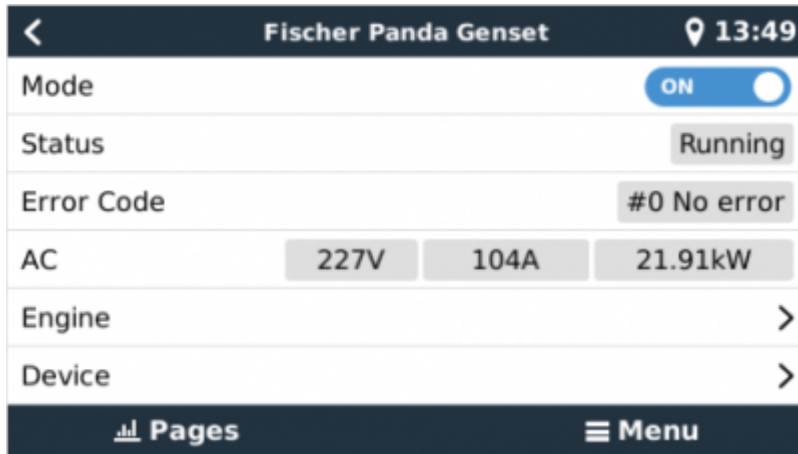 Fischer Panda Genset 13:49
Mode ON
Status Running
Error Code #0 No error
AC 227V 104A 21.91kW
Engine
Device
Pages Menu